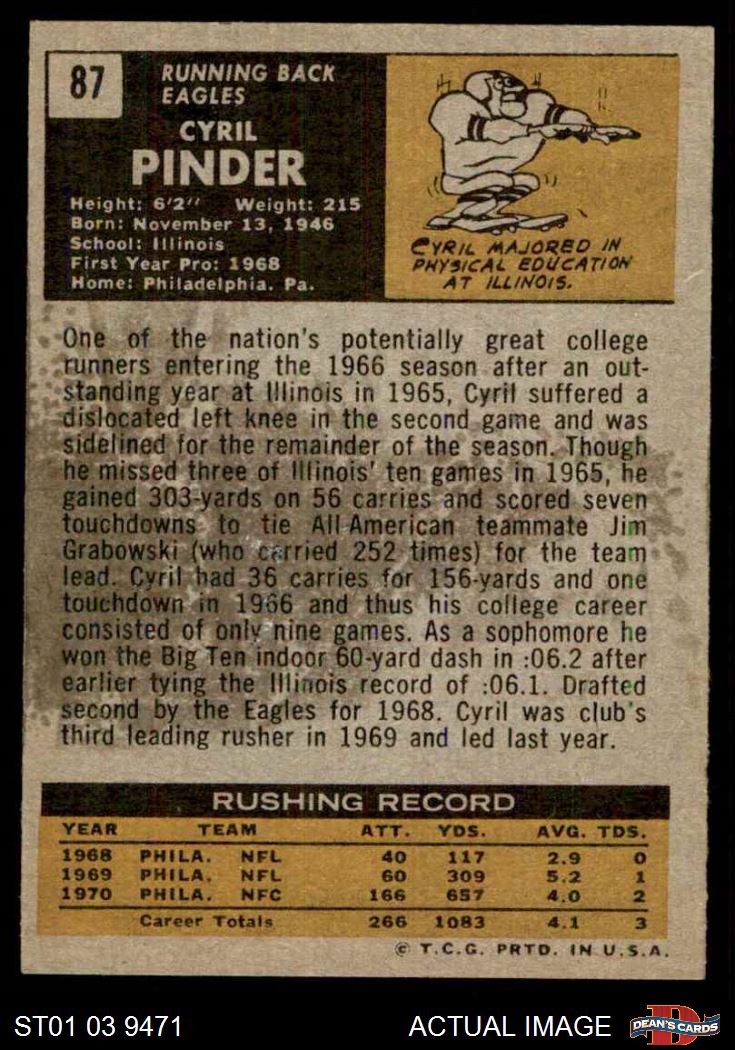 87
RUNNING BACK
EAGLES
CYRIL
PINDER
Height: 6'2" Weight: 215
Born: November 13, 1946
School: Illinois
First Year Pro: 1968
Home: Philadelphia. Pa.
CYRIL MAJORED IN
PHYSICAL EDUCATION
AT ILLINOIS.
One of the nation's potentially great college
runners entering the 1966 season after an out-
standing year at Illinois in 1965, Cyril suffered a
dislocated left knee in the second game and was
sidelined for the remainder of the season. Though
he missed three of Illinois' ten games in 1965, he
gained 303-yards on 56 carries and scored seven
touchdowns to tie All-American teammate Jim
Grabowski (who carried 252 times) for the team
lead. Cyril had 36 carries for 156-yards and one
touchdown in 1966 and thus his college career
consisted of only nine games. As a sophomore he
won the Big Ten indoor 60-yard dash in :06.2 after
earlier tying the Illinois record of :06.1. Drafted
second by the Eagles for 1968. Cyril was club's
third leading rusher in 1969 and led last year.
RUSHING RECORD
YEAR TEAM ATT. YDS. AVG. TDS.
1968 PHILA. NFL 40 117 2.9 0
1969 PHILA. NFL 60 309 5.2 1
1970 PHILA. NFC 166 657 4.0 2
Career Totals 266 1083 4.1 3
© T.C.G. PRTD. IN U.S.A.
ST01 03 9471 ACTUAL IMAGE D DEAN'S CARDS